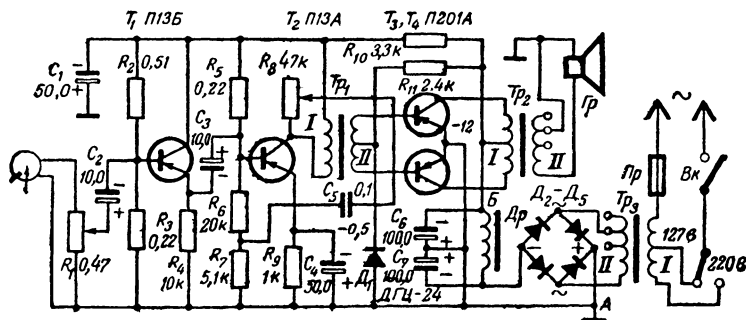 T₁ П13Б
T₂ П13А
T₃, T₄ П201А
R₁₀ 3,3к
C₁
50,0
R₂ 0,51
R₅
0,22
R₈ 47к
Тр₁
R₁₁ 2.4к
Тр₂
Гр
~
C₂
10,0
C₃
10,0
I
II
-12
I
II
Пр
Вк
C₅
0,1
Б
Др
Д₂-Д₅
Тр₃
R₁ 0,47
R₃
0,22
R₄
10к
R₆
20к
R₇
5,1к
R₉
1к
-0,5
C₄
50,0
Д₁
ДГЦ-24
C₆
100,0
C₇
100,0
~
~
II
I
127в
220в
А